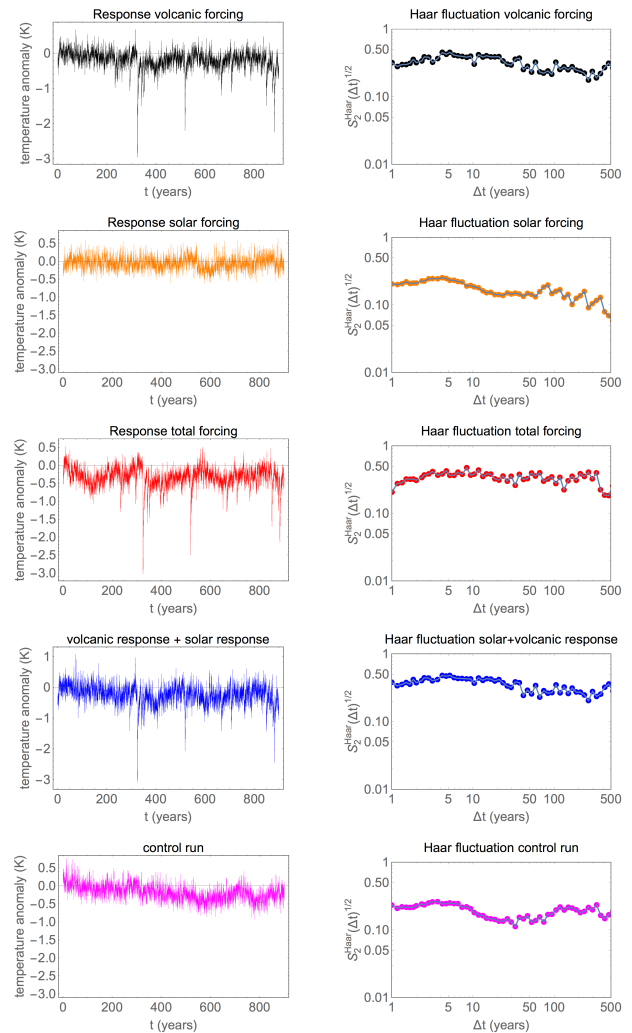 Response volcanic forcing
temperature anomaly (K)
0
−1
−2
−3
0 200 400 600 800
t (years)
Haar fluctuation volcanic forcing
S₂ᴴᵃᵃʳ(Δt)^1/2
1
0.50
0.10
0.05
0.01
1 5 10 50 100 500
Δt (years)
Response solar forcing
temperature anomaly (K)
0.5
0.0
−0.5
−1.0
−1.5
−2.0
−2.5
−3.0
0 200 400 600 800
t (years)
Haar fluctuation solar forcing
S₂ᴴᵃᵃʳ(Δt)^1/2
1
0.50
0.10
0.05
0.01
1 5 10 50 100 500
Δt (years)
Response total forcing
temperature anomaly (K)
0.5
0.0
−0.5
−1.0
−1.5
−2.0
−2.5
−3.0
0 200 400 600 800
t (years)
Haar fluctuation total forcing
S₂ᴴᵃᵃʳ(Δt)^1/2
1
0.50
0.10
0.05
0.01
1 5 10 50 100 500
Δt (years)
volcanic response + solar response
temperature anomaly (K)
1
0
−1
−2
−3
0 200 400 600 800
t (years)
Haar fluctuation solar+volcanic response
S₂ᴴᵃᵃʳ(Δt)^1/2
1
0.50
0.10
0.05
0.01
1 5 10 50 100 500
Δt (years)
control run
temperature anomaly (K)
0.5
0.0
−0.5
−1.0
−1.5
−2.0
−2.5
−3.0
0 200 400 600 800
t (years)
Haar fluctuation control run
S₂ᴴᵃᵃʳ(Δt)^1/2
1
0.50
0.10
0.05
0.01
1 5 10 50 100 500
Δt (years)